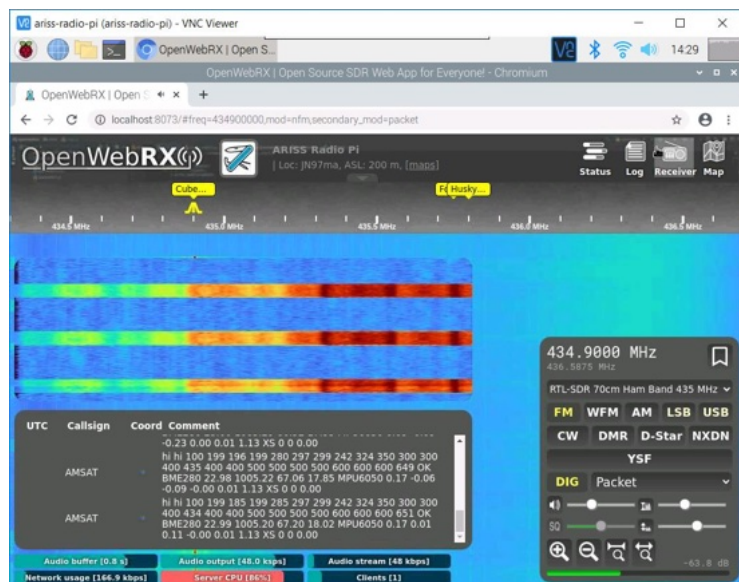 ariss-radio-pi (ariss-radio-pi) - VNC Viewer
OpenWebRX | Open S...
14:29
OpenWebRX | Open Source SDR Web App for Everyone! - Chromium
OpenWebRX | Open S
localhost:8073/#freq=434900000,mod=nfm,secondary_mod=packet
OpenWebRX
ARISS Radio Pi
| Loc: JN97ma, ASL: 200 m, [maps]
Status Log Receiver Map
Cube... Husky...
434.5 MHz 435.0 MHz 435.5 MHz 436.0 MHz 436.5 MHz
434.9000 MHz
436.5875 MHz
RTL-SDR 70cm Ham Band 435 MHz
FM WFM AM LSB USB
CW DMR D-Star NXDN
YSF
DIG Packet
SQ
-63.8 dB
UTC Callsign Coord Comment
-0.23 0.00 0.01 1.13 XS 0 0 0.00
hi hi 100 199 196 199 280 297 299 242 324 350 300 300
400 435 400 400 500 500 500 500 600 600 600 649 OK
AMSAT
BME280 22.98 1005.22 67.06 17.85 MPU6050 0.17 -0.06
-0.09 -0.00 0.01 1.13 XS 0 0 0.00
hi hi 100 199 185 199 285 297 299 242 324 350 300 300
400 434 400 400 500 500 500 500 600 600 600 651 OK
AMSAT
BME280 22.99 1005.20 67.20 18.02 MPU6050 0.17 0.01
0.11 -0.00 0.01 1.13 XS 0 0 0.00
Audio buffer [0.8 s] Audio output [48.0 ksps] Audio stream [48 kbps]
Network usage [166.9 kbps] Server CPU [86%] Clients [1]